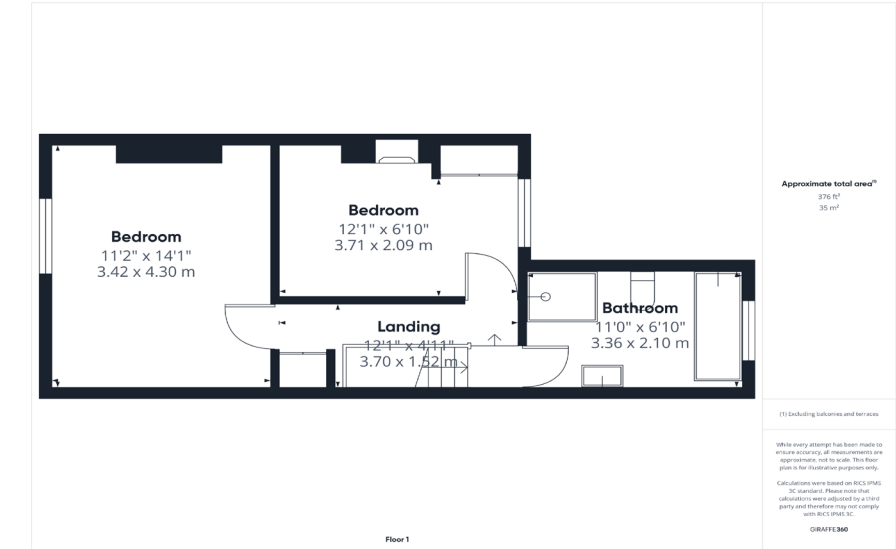 Bedroom
11'2" x 14'1"
3.42 x 4.30 m
Bedroom
12'1" x 6'10"
3.71 x 2.09 m
Landing
12'1" x 4'11"
3.70 x 1.52 m
Bathroom
11'0" x 6'10"
3.36 x 2.10 m
Floor 1
Approximate total area(1)
376 ft²
35 m²
(1) Excluding balconies and terraces
While every attempt has been made to
ensure accuracy, all measurements are
approximate, not to scale. This floor
plan is for illustrative purposes only.
Calculations were based on RICS IPMS
3C standard. Please note that
calculations were adjusted by a third
party and therefore may not comply
with RICS IPMS 3C.
GIRAFFE360